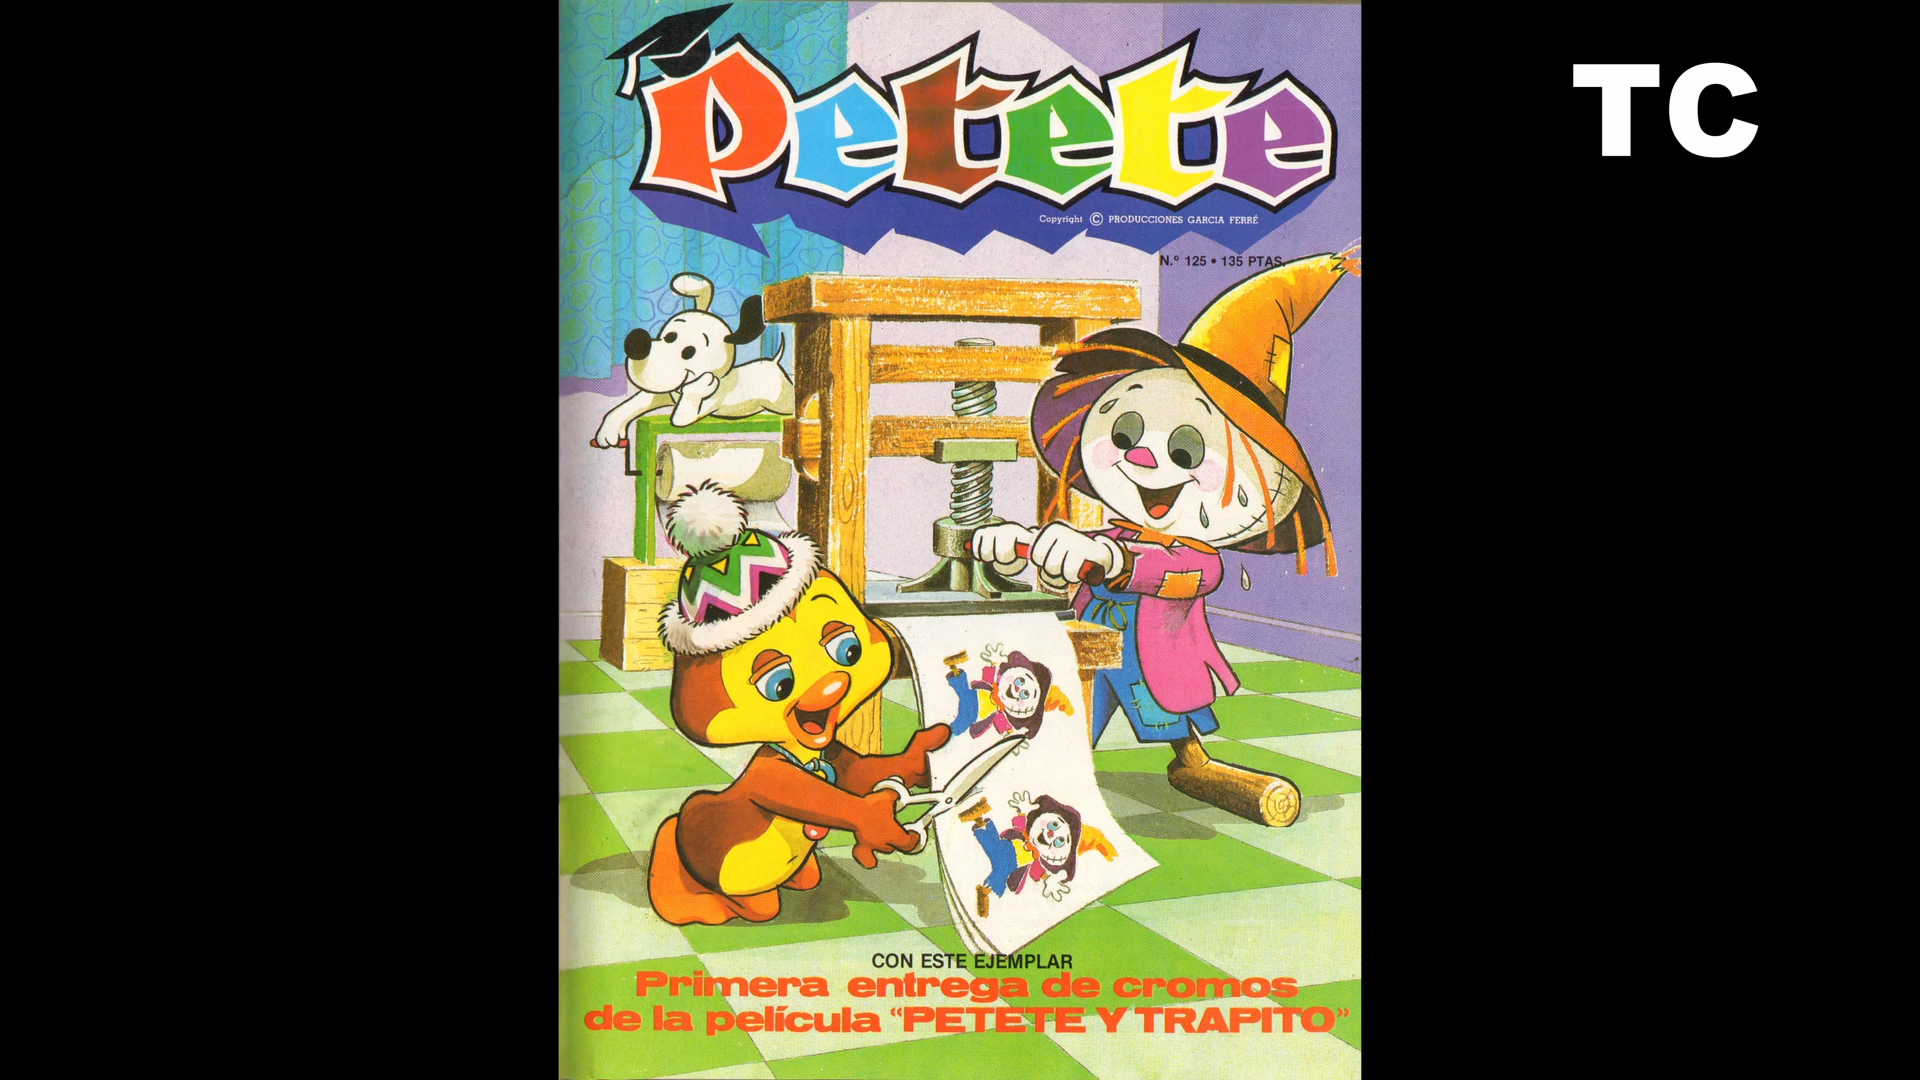 Petete
TC
Copyright © PRODUCCIONES GARCIA FERRÉ
N.º 125 • 135 PTAS.
CON ESTE EJEMPLAR
Primera entrega de cromos
de la película “PETETE Y TRAPITO”